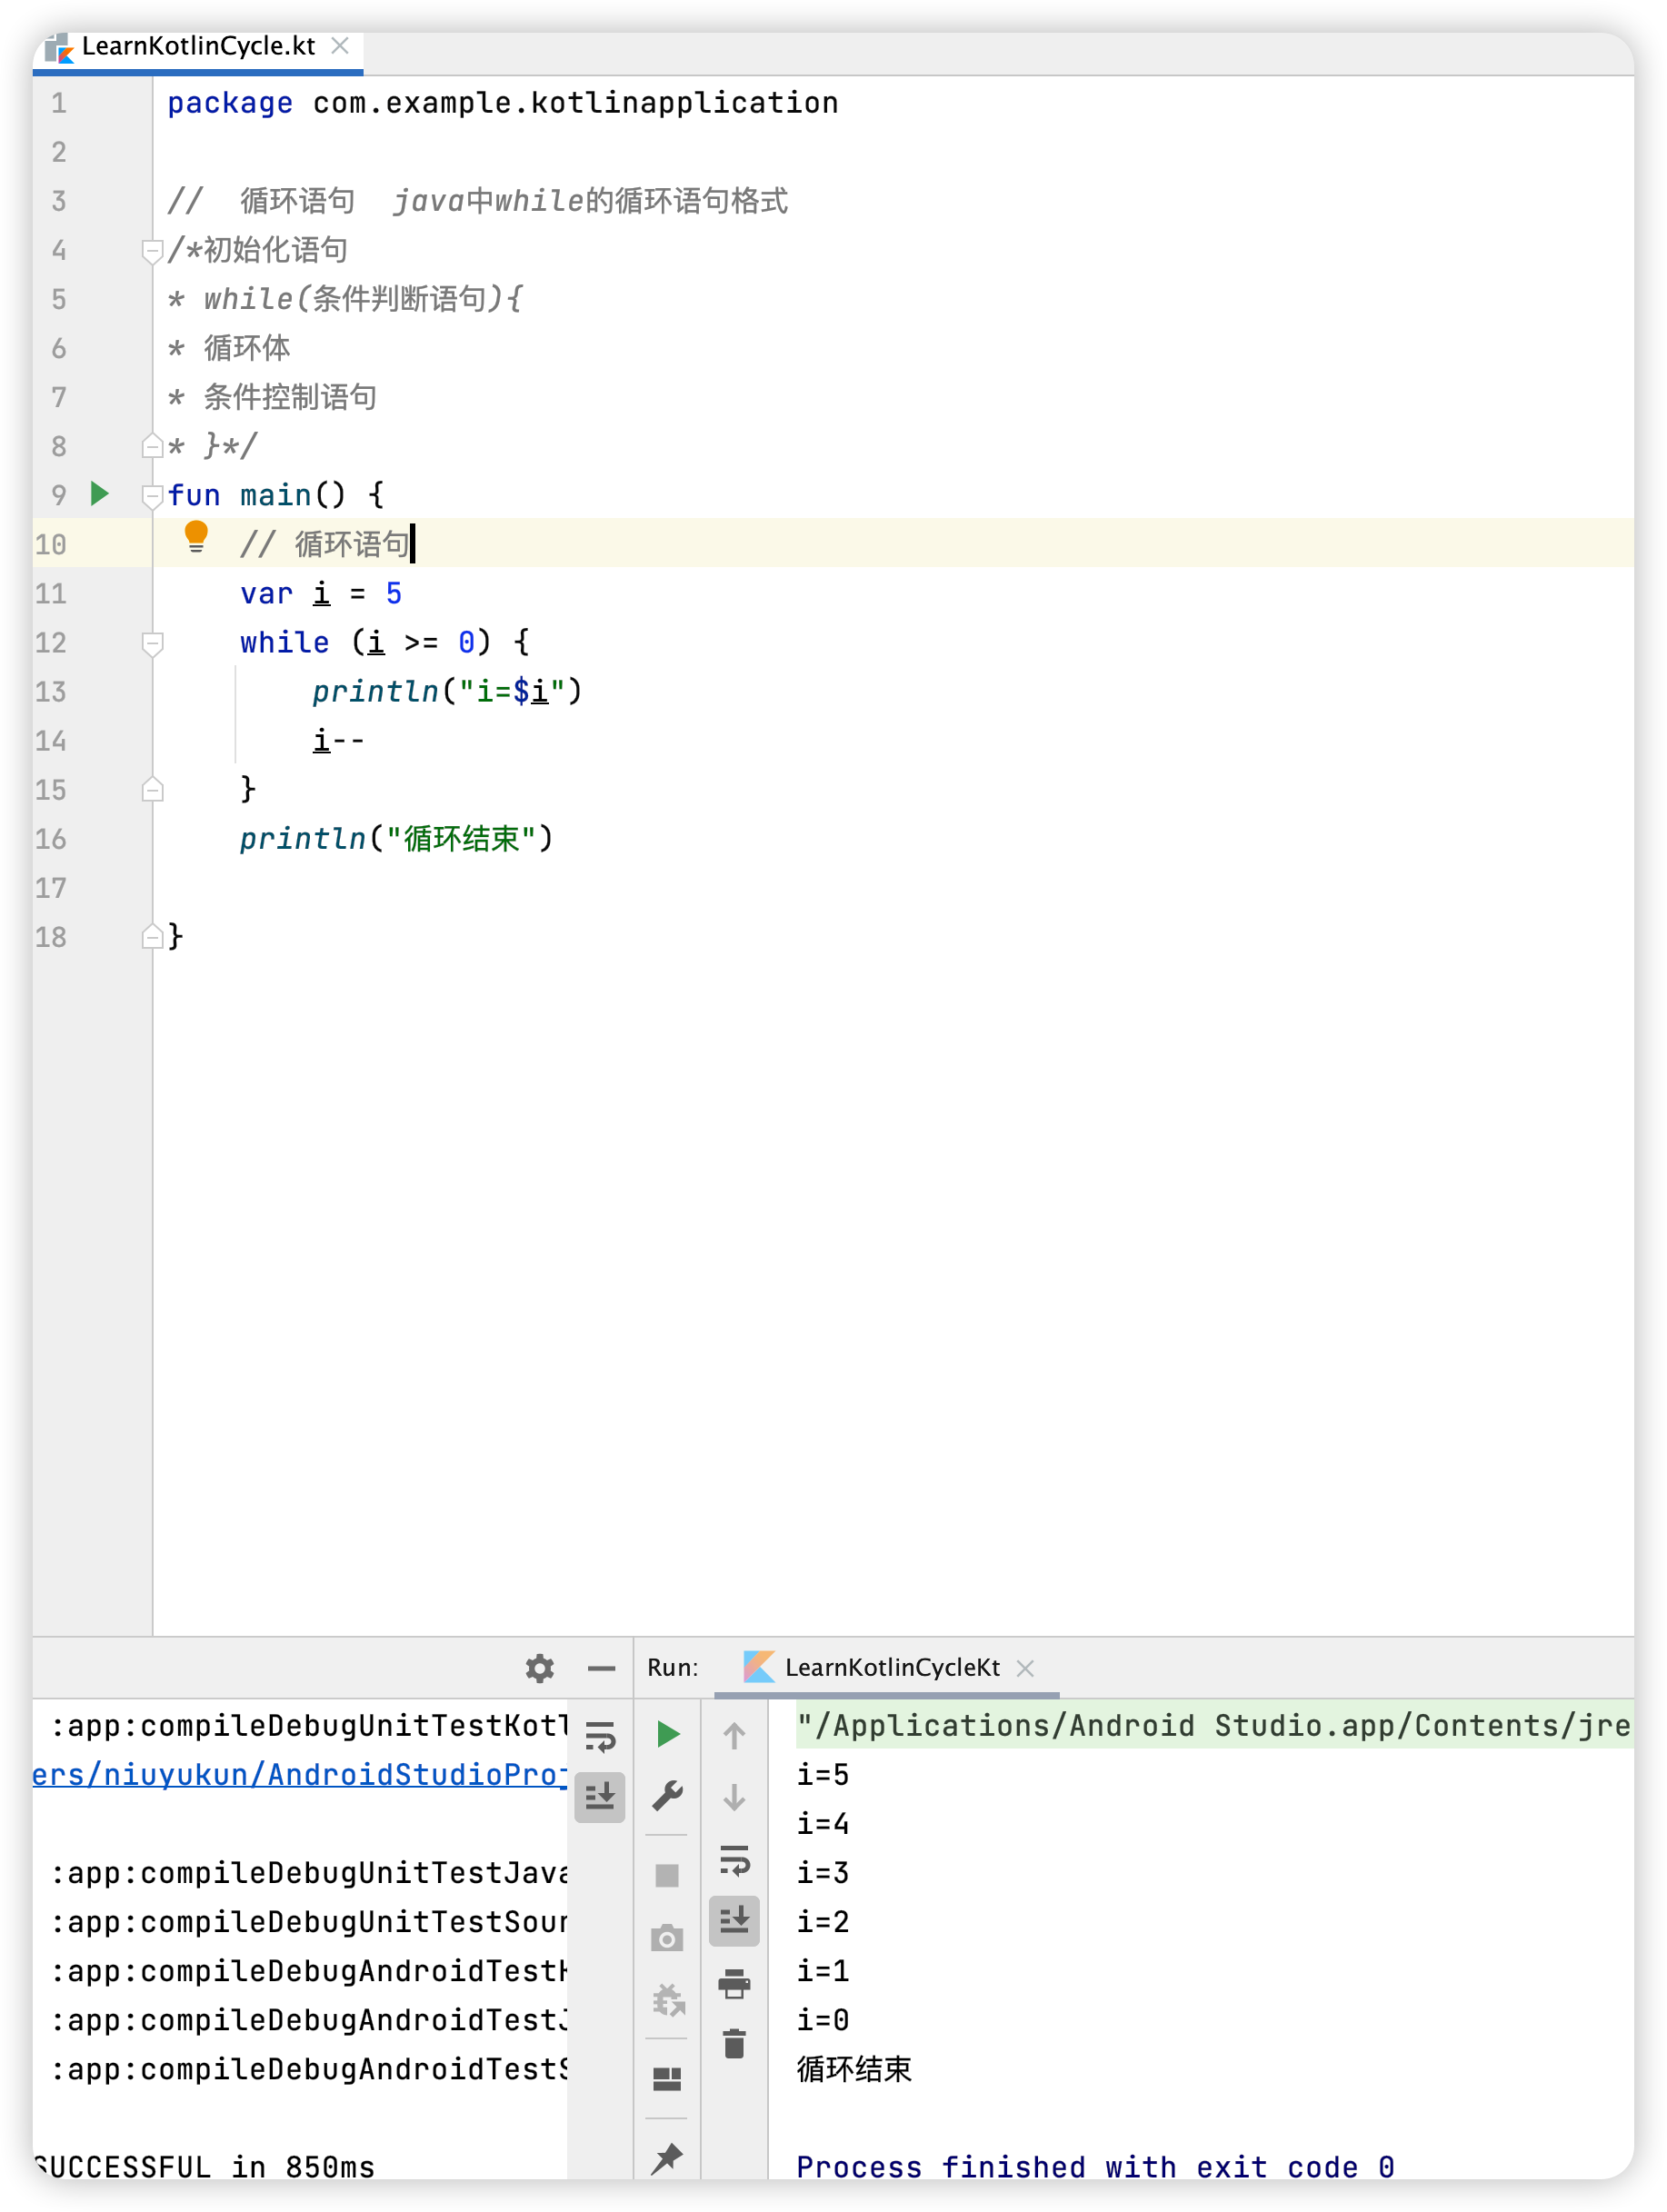 LearnKotlinCycle.kt
1 package com.example.kotlinapplication
2
3 //  循环语句  java中while的循环语句格式
4 /*初始化语句
5 * while(条件判断语句){
6 * 循环体
7 * 条件控制语句
8 * }*/
9 fun main() {
10 // 循环语句
11 var i = 5
12 while (i >= 0) {
13 println("i=$i")
14 i--
15 }
16 println("循环结束")
17
18 }
Run: LearnKotlinCycleKt
:app:compileDebugUnitTestKotl
ers/niuyukun/AndroidStudioProj
:app:compileDebugUnitTestJava
:app:compileDebugUnitTestSour
:app:compileDebugAndroidTestK
:app:compileDebugAndroidTestJ
:app:compileDebugAndroidTestS
SUCCESSFUL in 850ms
"/Applications/Android Studio.app/Contents/jre
i=5
i=4
i=3
i=2
i=1
i=0
循环结束
Process finished with exit code 0